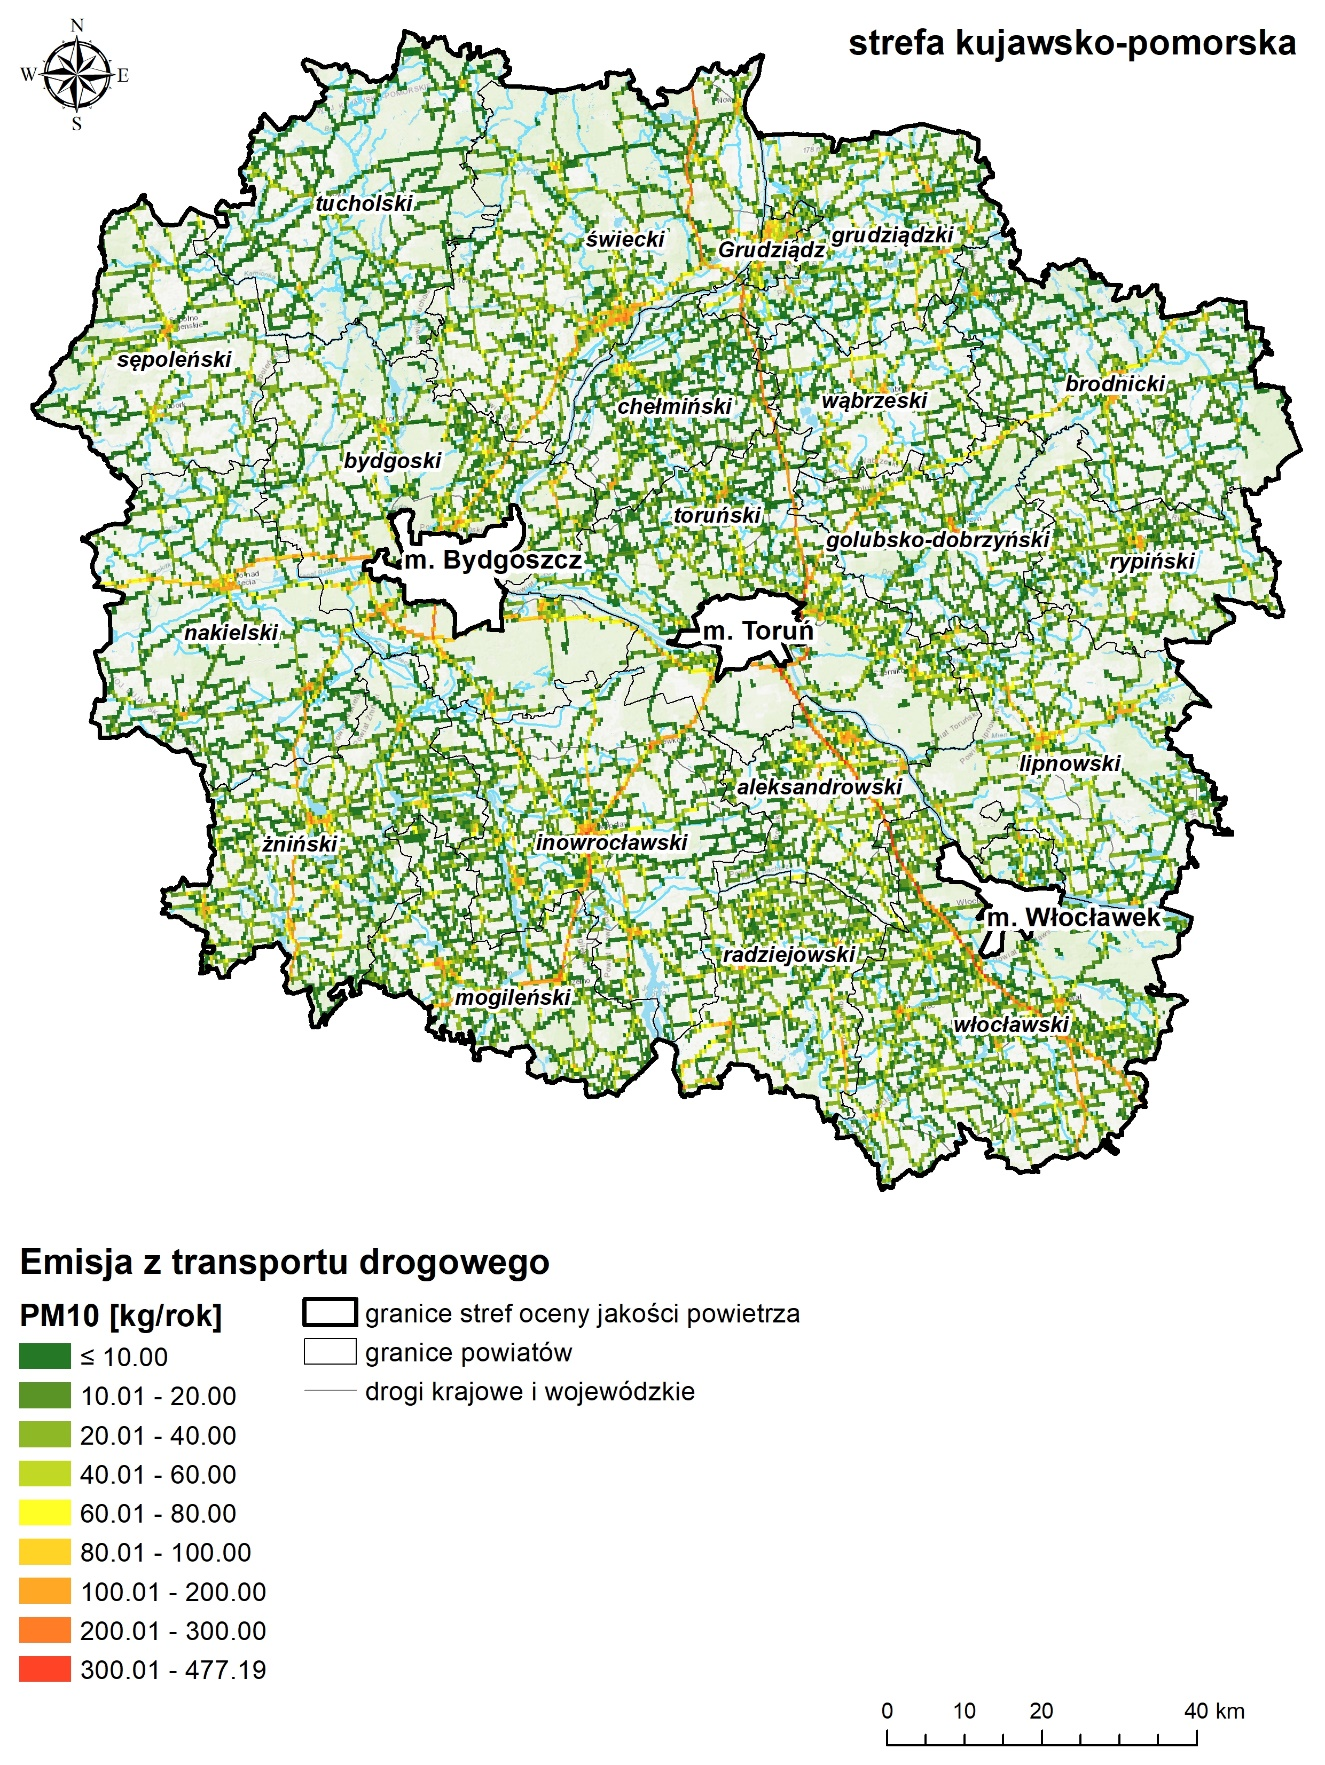 N
W
E
S
strefa kujawsko-pomorska
tucholski
świecki
Grudziądz
grudziądzki
sępoleński
brodnicki
chełmiński
wąbrzeski
bydgoski
toruński
golubsko-dobrzyński
m. Bydgoszcz
rypiński
nakielski
m. Toruń
lipnowski
aleksandrowski
żniński
inowrocławski
m. Włocławek
radziejowski
mogileński
włocławski
Emisja z transportu drogowego
PM10 [kg/rok]
≤ 10.00
10.01 - 20.00
20.01 - 40.00
40.01 - 60.00
60.01 - 80.00
80.01 - 100.00
100.01 - 200.00
200.01 - 300.00
300.01 - 477.19
granice stref oceny jakości powietrza
granice powiatów
drogi krajowe i wojewódzkie
0 10 20 40 km